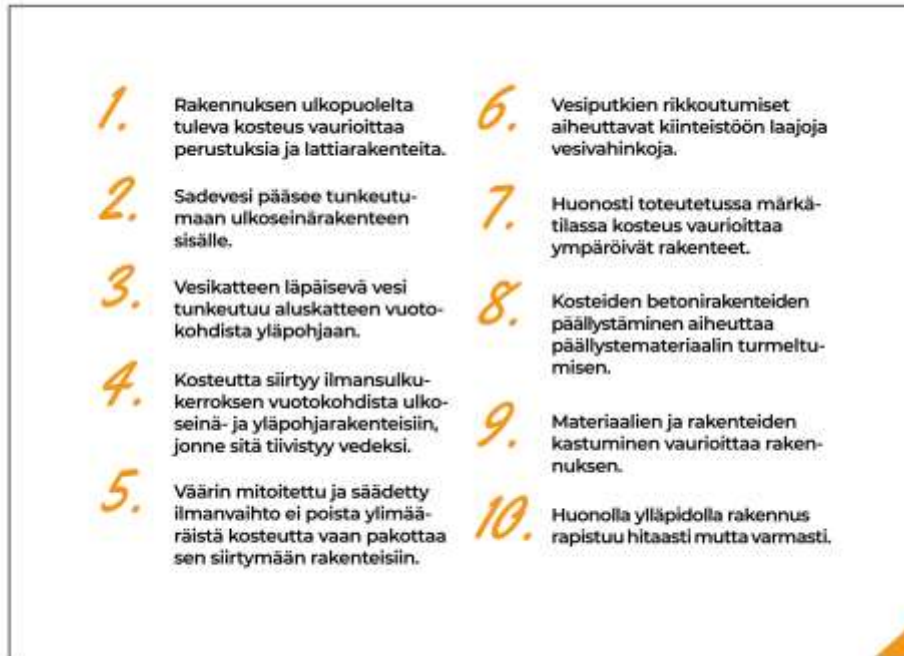 1.
Rakennuksen ulkopuolelta
tuleva kosteus vaurioittaa
perustuksia ja lattiarakenteita.
2.
Sadevesi pääsee tunkeutu-
maan ulkoseinärakenteen
sisälle.
3.
Vesikatteen läpäisevä vesi
tunkeutuu aluskatteen vuoto-
kohdista yläpohjaan.
4.
Kosteutta siirtyy ilmansulku-
kerroksen vuotokohdista ulko-
seinä- ja yläpohjarakenteisiin,
jonne sitä tiivistyy vedeksi.
5.
Väärin mitoitettu ja säädetty
ilmanvaihto ei poista ylimää-
räistä kosteutta vaan pakottaa
sen siirtymään rakenteisiin.
6.
Vesiputkien rikkoutumiset
aiheuttavat kiinteistöön laajoja
vesivahinkoja.
7.
Huonosti toteutetussa märkä-
tilassa kosteus vaurioittaa
ympäröivät rakenteet.
8.
Kosteiden betonirakenteiden
päällystäminen aiheuttaa
päällystemateriaalin turmeltu-
misen.
9.
Materiaalien ja rakenteiden
kastuminen vaurioittaa raken-
nuksen.
10.
Huonolla ylläpidolla rakennus
rapistuu hitaasti mutta varmasti.